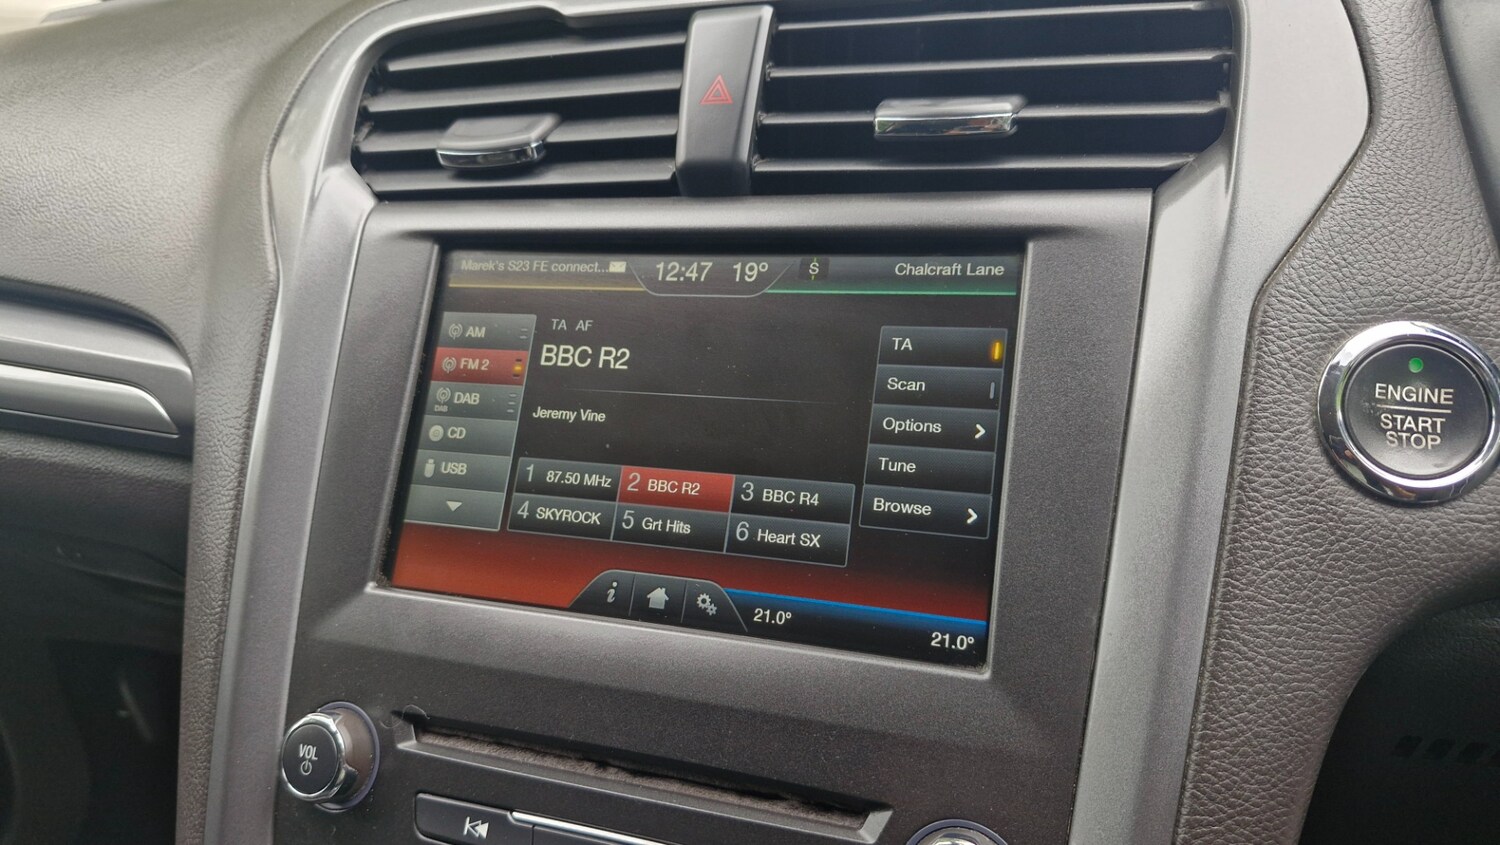 Marek's S23 FE connect...
12:47 19° S
Chalcraft Lane
AM
FM 2
DAB
DAB
CD
USB
TA AF
BBC R2
Jeremy Vine
1 87.50 MHz
2 BBC R2
3 BBC R4
4 SKYROCK
5 Grt Hits
6 Heart SX
TA
Scan
Options
Tune
Browse
i
21.0°
21.0°
ENGINE
START
STOP
VOL